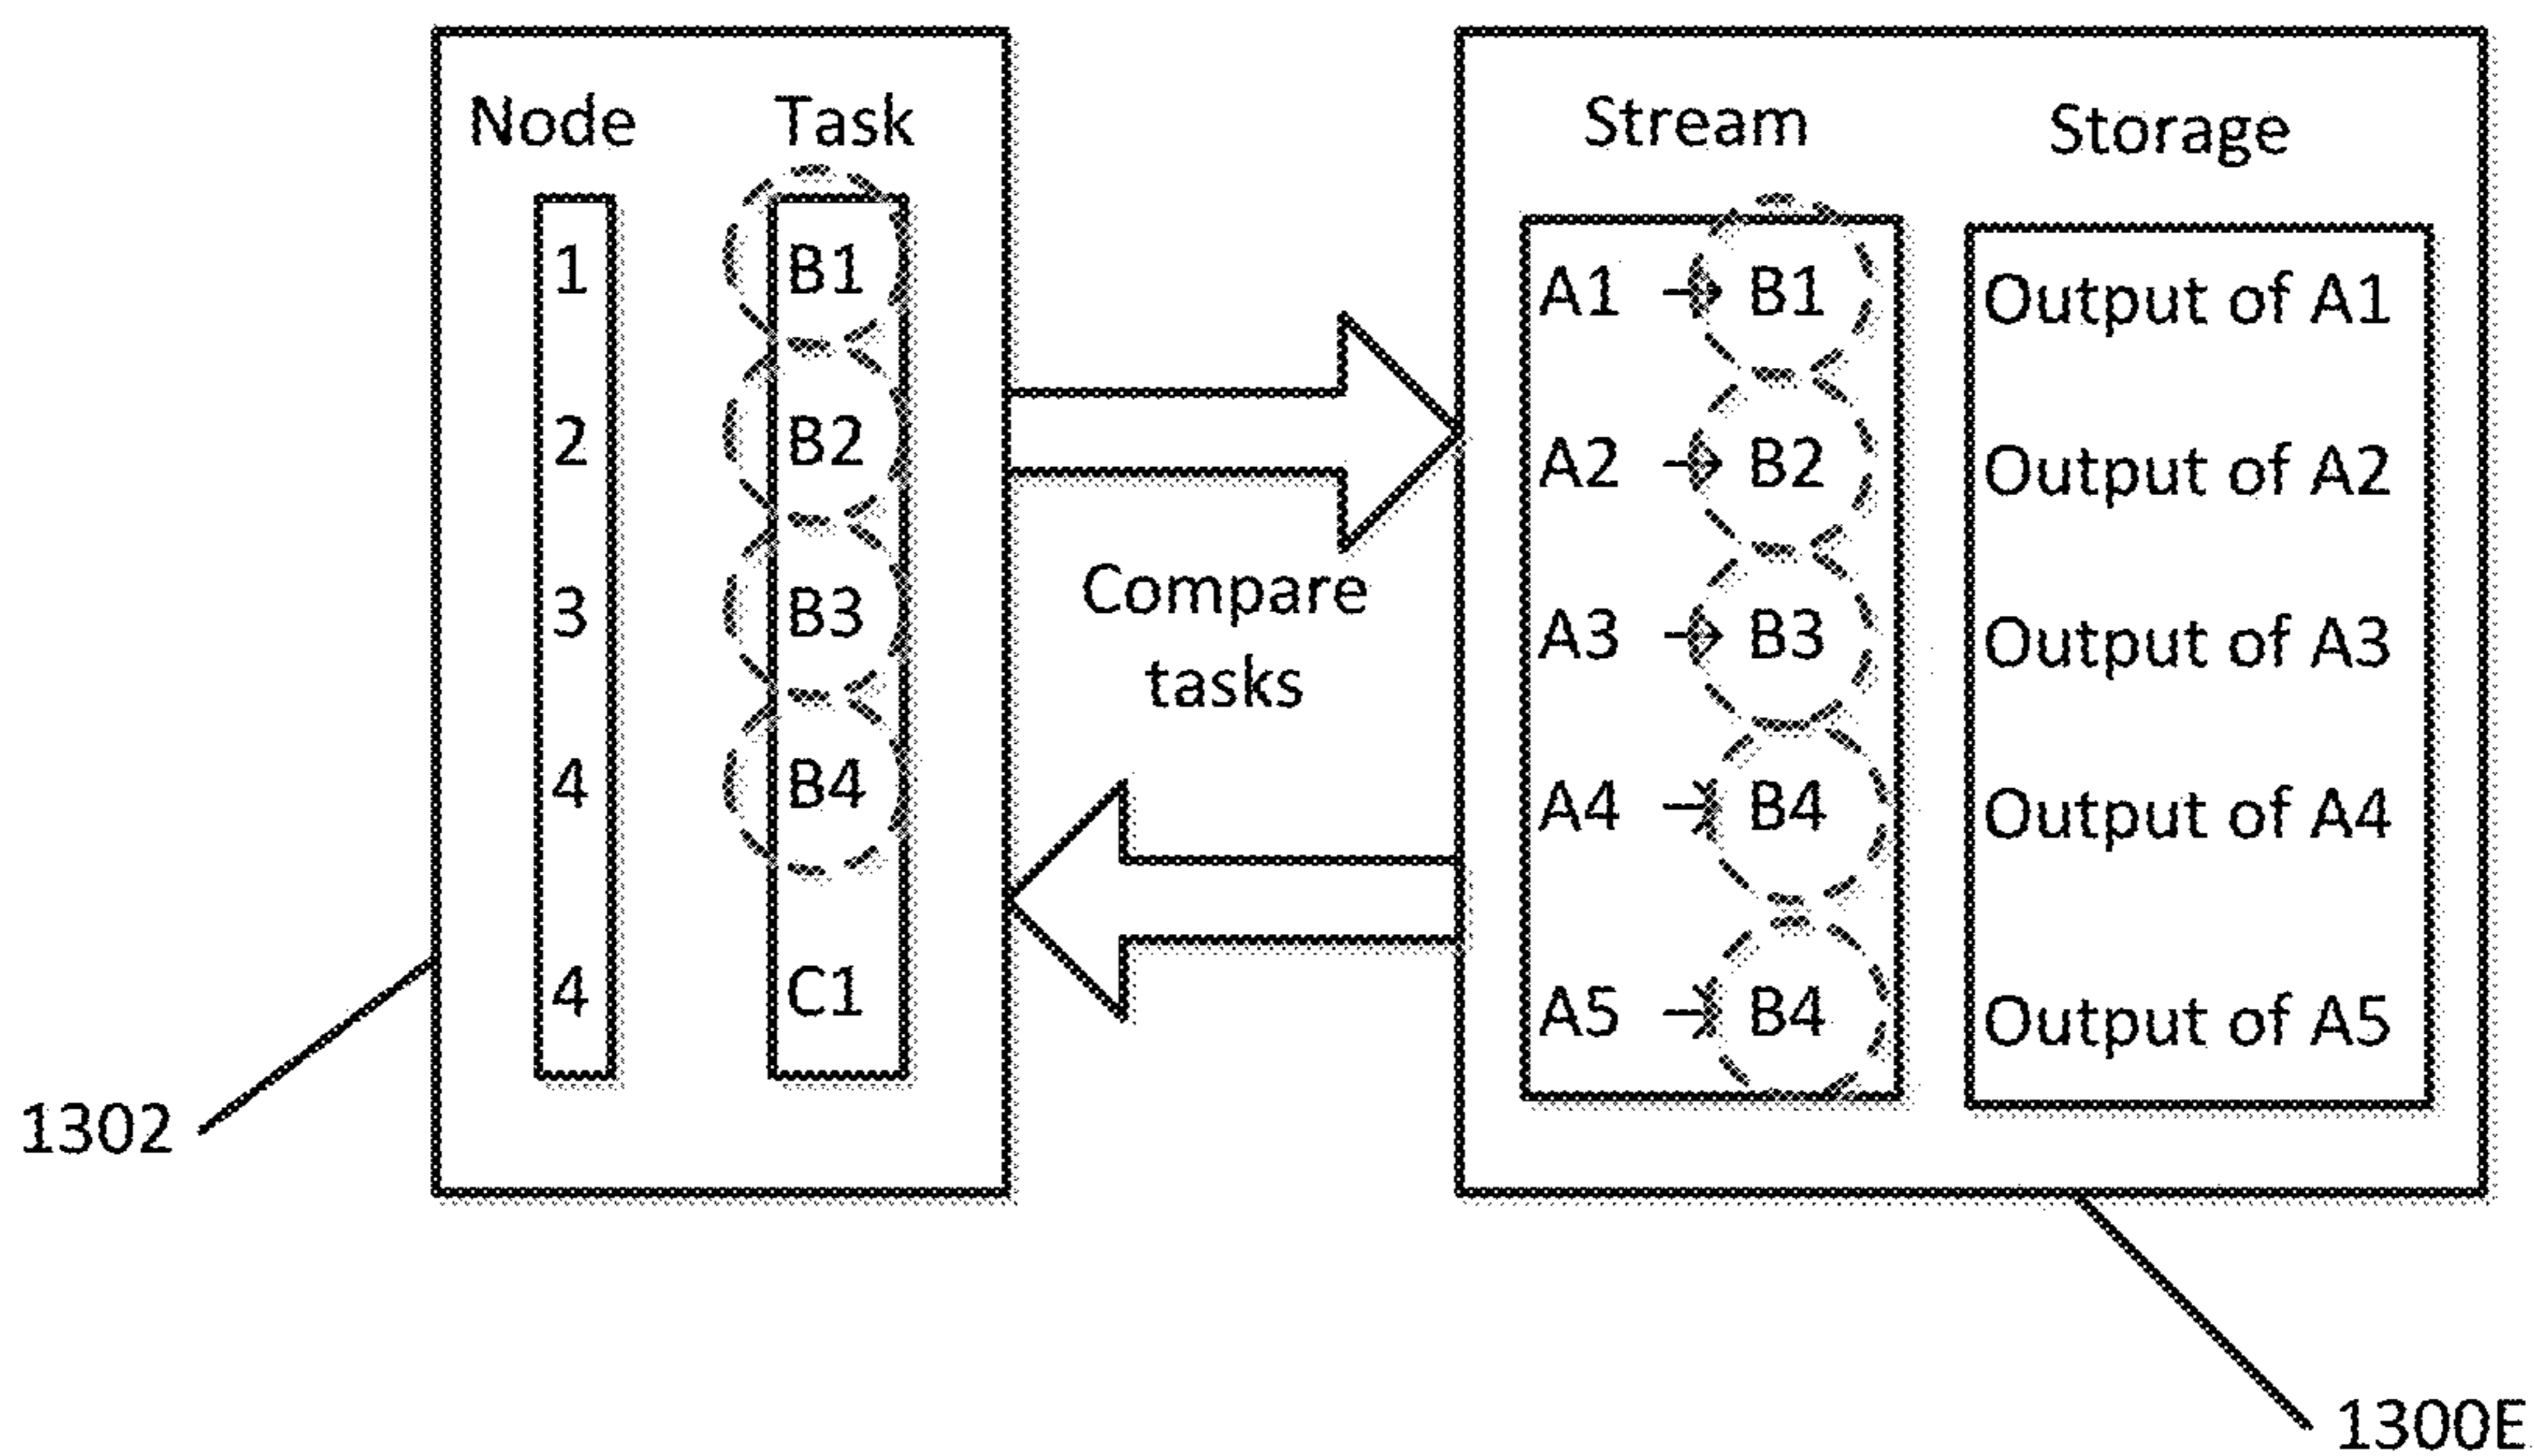 Node Task
1 B1
2 B2
3 B3
4 B4
4 C1
Compare
tasks
Stream Storage
A1 → B1 Output of A1
A2 → B2 Output of A2
A3 → B3 Output of A3
A4 → B4 Output of A4
A5 → B4 Output of A5
1302
1300E